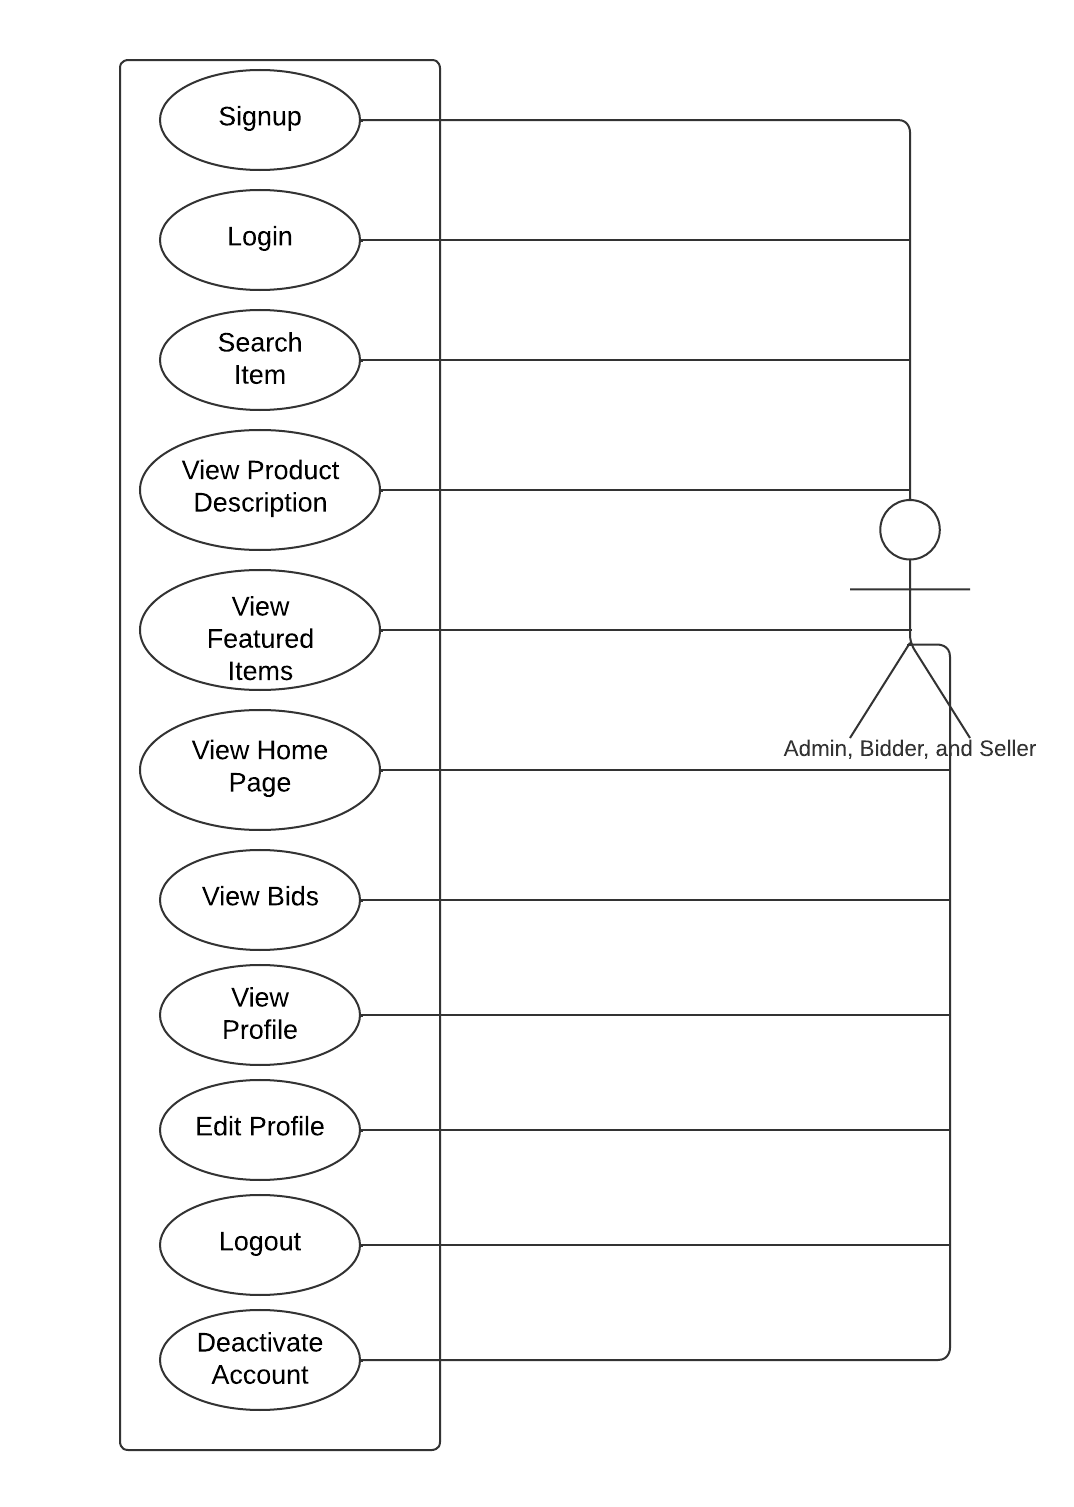 Signup
Login
Search
Item
View Product
Description
View
Featured
Items
View Home
Page
Admin, Bidder, and Seller
View Bids
View
Profile
Edit Profile
Logout
Deactivate
Account